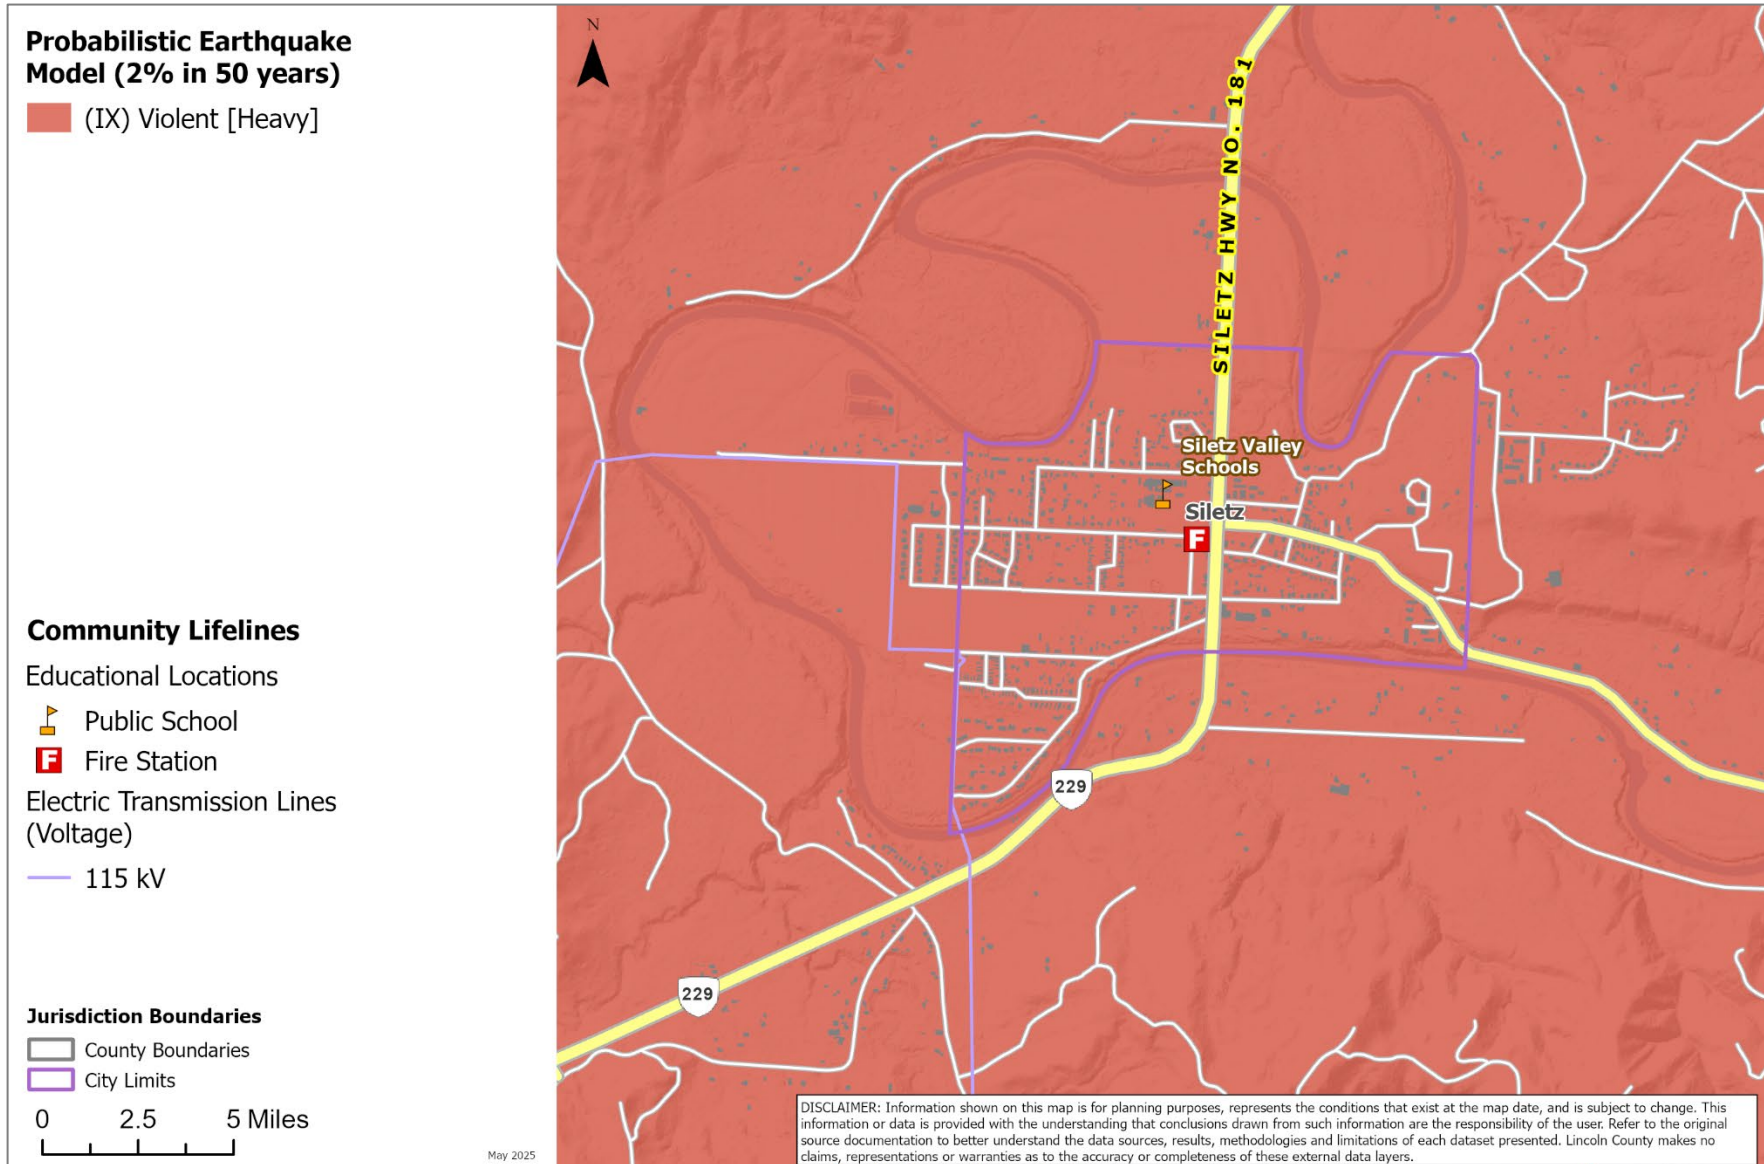 Probabilistic Earthquake
Model (2% in 50 years)
(IX) Violent [Heavy]
Community Lifelines
Educational Locations
Public School
F Fire Station
Electric Transmission Lines
(Voltage)
115 kV
Jurisdiction Boundaries
County Boundaries
City Limits
0 2.5 5 Miles
May 2025
N
SILETZ HWY NO. 181
Siletz Valley
Schools
Siletz
F
229
229
DISCLAIMER: Information shown on this map is for planning purposes, represents the conditions that exist at the map date, and is subject to change. This
information or data is provided with the understanding that conclusions drawn from such information are the responsibility of the user. Refer to the original
source documentation to better understand the data sources, results, methodologies and limitations of each dataset presented. Lincoln County makes no
claims, representations or warranties as to the accuracy or completeness of these external data layers.